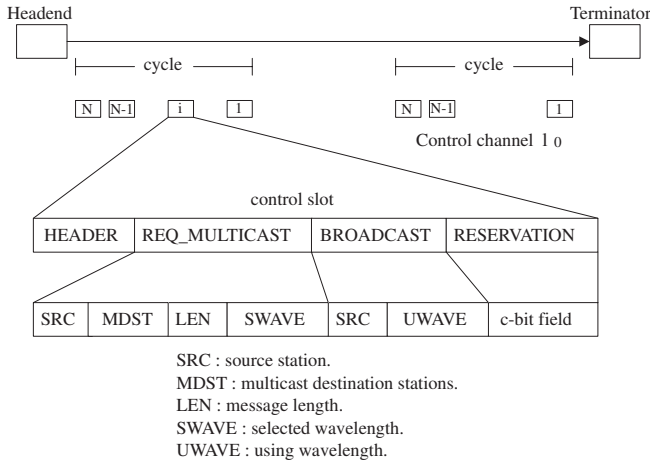 Headend Terminator
cycle cycle
N N-1 i 1 N N-1 1
Control channel l 0
control slot
HEADER REQ_MULTICAST BROADCAST RESERVATION
SRC MDST LEN SWAVE SRC UWAVE c-bit field
SRC : source station.
MDST : multicast destination stations.
LEN : message length.
SWAVE : selected wavelength.
UWAVE : using wavelength.